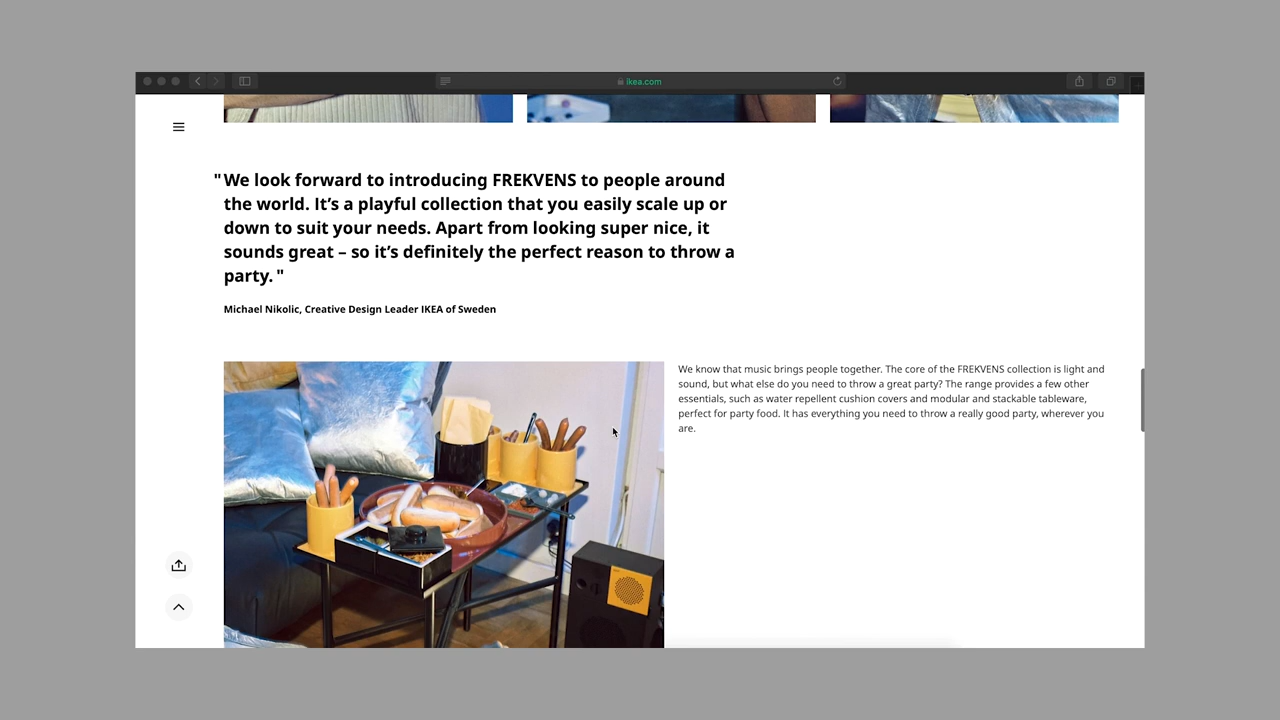 ikea.com
"We look forward to introducing FREKVENS to people around
the world. It’s a playful collection that you easily scale up or
down to suit your needs. Apart from looking super nice, it
sounds great – so it’s definitely the perfect reason to throw a
party. "
Michael Nikolic, Creative Design Leader IKEA of Sweden
We know that music brings people together. The core of the FREKVENS collection is light and
sound, but what else do you need to throw a great party? The range provides a few other
essentials, such as water repellent cushion covers and modular and stackable tableware,
perfect for party food. It has everything you need to throw a really good party, wherever you
are.